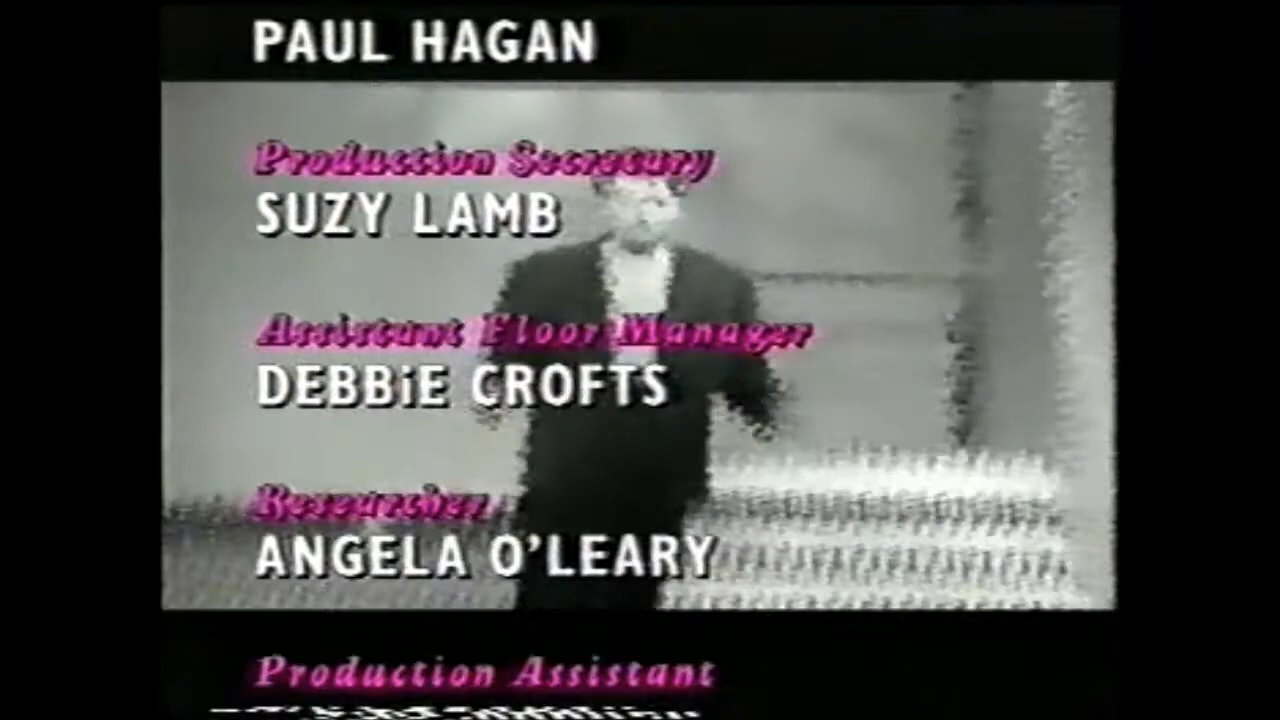 PAUL HAGAN
Production Secretary
SUZY LAMB
Assistant Floor Manager
DEBBiE CROFTS
Researcher
ANGELA O'LEARY
Production Assistant